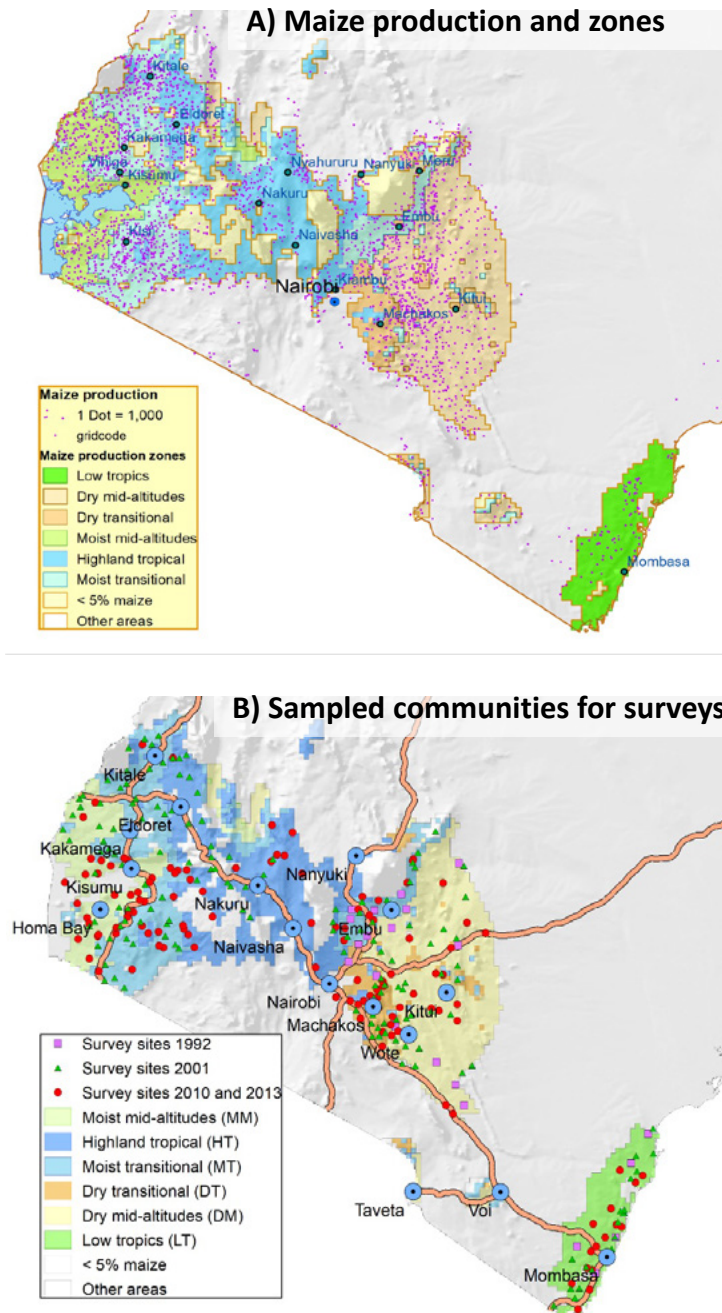 A) Maize production and zones
Kitale
Eldoret
Kakamega
Vihiga
Kisumu
Nyahururu
Nanyuki
Meru
Nakuru
Kisii
Embu
Naivasha
Kiambu
Nairobi
Machakos
Kitui
Maize production
1 Dot = 1,000
gridcode
Maize production zones
Low tropics
Dry mid-altitudes
Dry transitional
Moist mid-altitudes
Highland tropical
Moist transitional
< 5% maize
Other areas
Mombasa
B) Sampled communities for surveys
Kitale
Eldoret
Kakamega
Nanyuki
Kisumu
Nakuru
Homa Bay
Embu
Naivasha
Nairobi
Kitui
Machakos
Wote
Survey sites 1992
Survey sites 2001
Survey sites 2010 and 2013
Moist mid-altitudes (MM)
Highland tropical (HT)
Moist transitional (MT)
Dry transitional (DT)
Dry mid-altitudes (DM)
Low tropics (LT)
< 5% maize
Other areas
Taveta
Voi
Mombasa